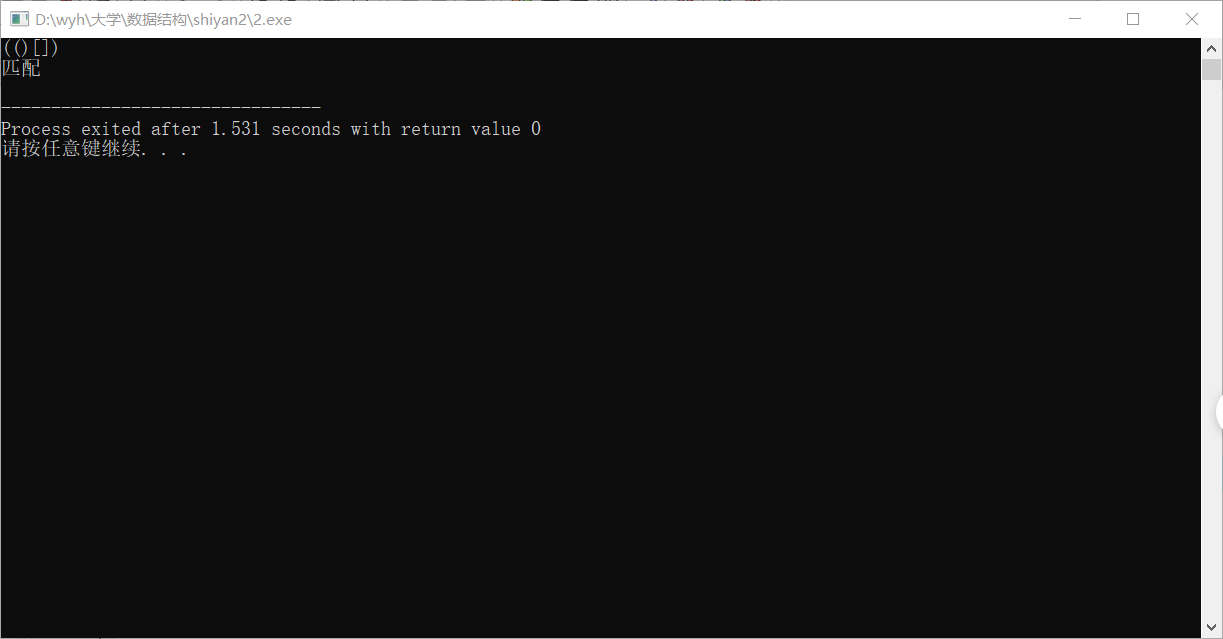 D:\wyh\大学\数据结构\shiyan2\2.exe
(()[])
匹配
--------------------------------
Process exited after 1.531 seconds with return value 0
请按任意键继续. . .